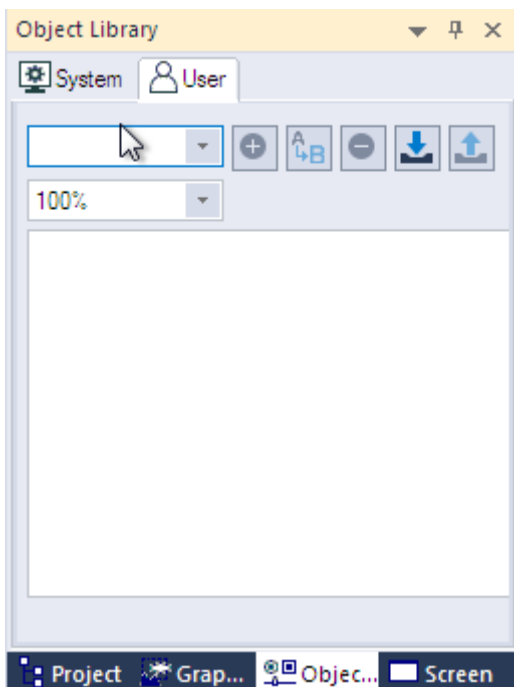 Object Library
System User
A B
100%
Project Grap... Objec... Screen